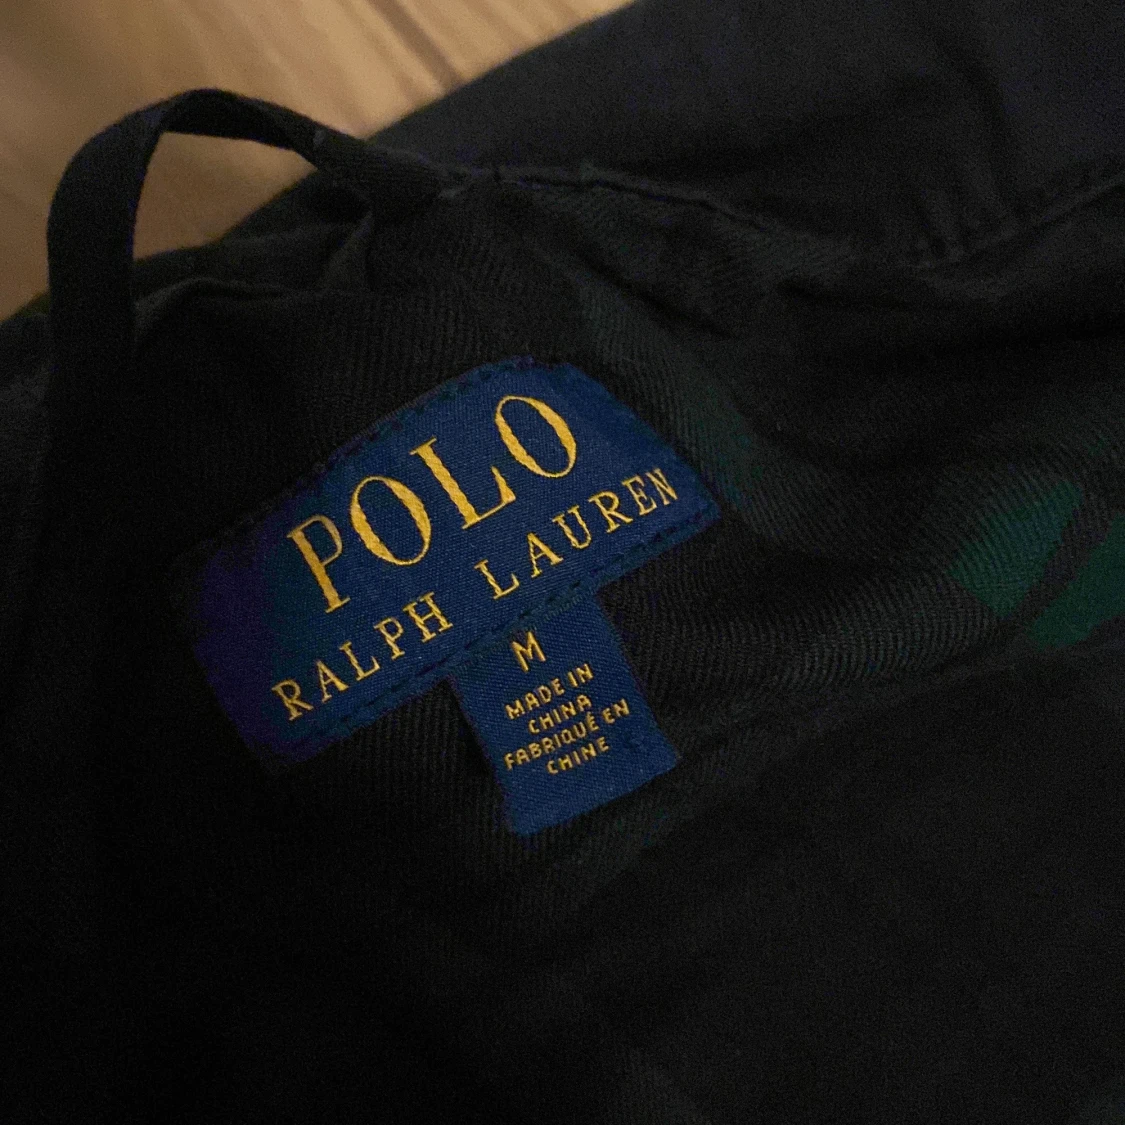 POLO
RALPH LAUREN
M
MADE IN
CHINA
FABRIQUÉ EN
CHINE